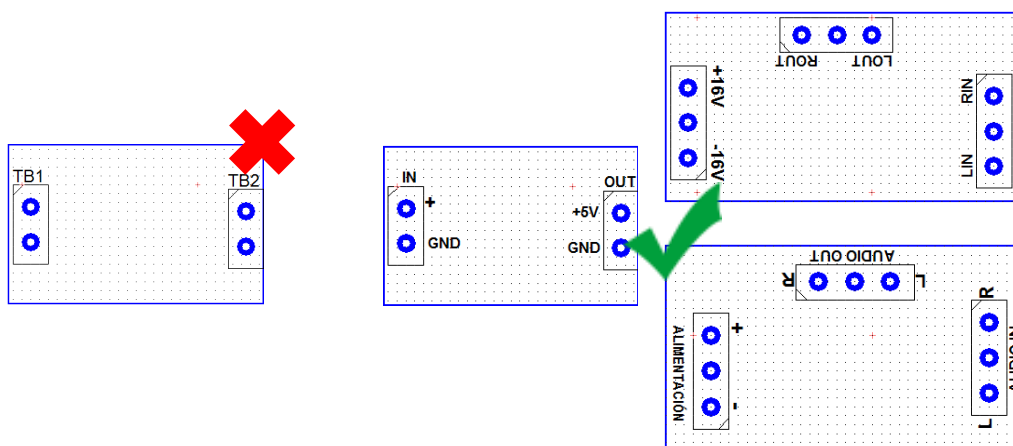 TB1
TB2
IN
+
GND
OUT
+5V
GND
ROUT
LOUT
+16V
-16V
RIN
LIN
AUDIO OUT
R
L
ALIMENTACIÓN
+
-
R
L